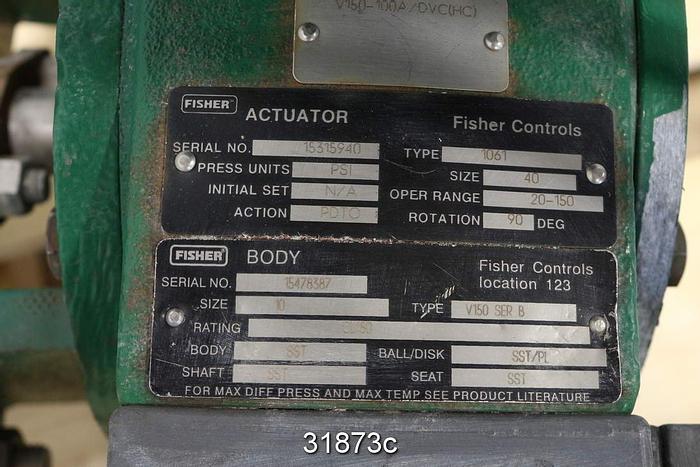 V150-100A/DVC(HC)
FISHER ACTUATOR Fisher Controls
SERIAL NO. 15315940 TYPE 1061
PRESS UNITS PSI SIZE 40
INITIAL SET N/A OPER RANGE 20-150
ACTION PDTO ROTATION 90 DEG
FISHER BODY Fisher Controls
location 123
SERIAL NO. 15478387
SIZE 10 TYPE V150 SER B
RATING CL150
BODY SST BALL/DISK SST/PL
SHAFT SST SEAT SST
FOR MAX DIFF PRESS AND MAX TEMP SEE PRODUCT LITERATURE
31873c